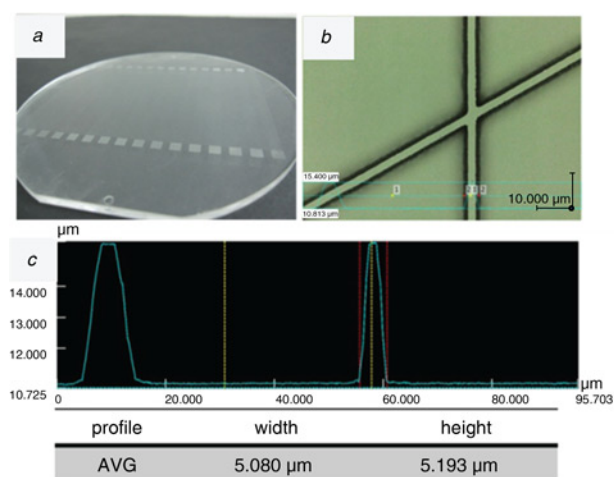 a
b
15.400 µm
1
2
10.813 µm
10.000 µm
µm
c
14.000
13.000
12.000
10.725
20.000
40.000
60.000
80.000
95.703
µm
profile width height
AVG 5.080 µm 5.193 µm